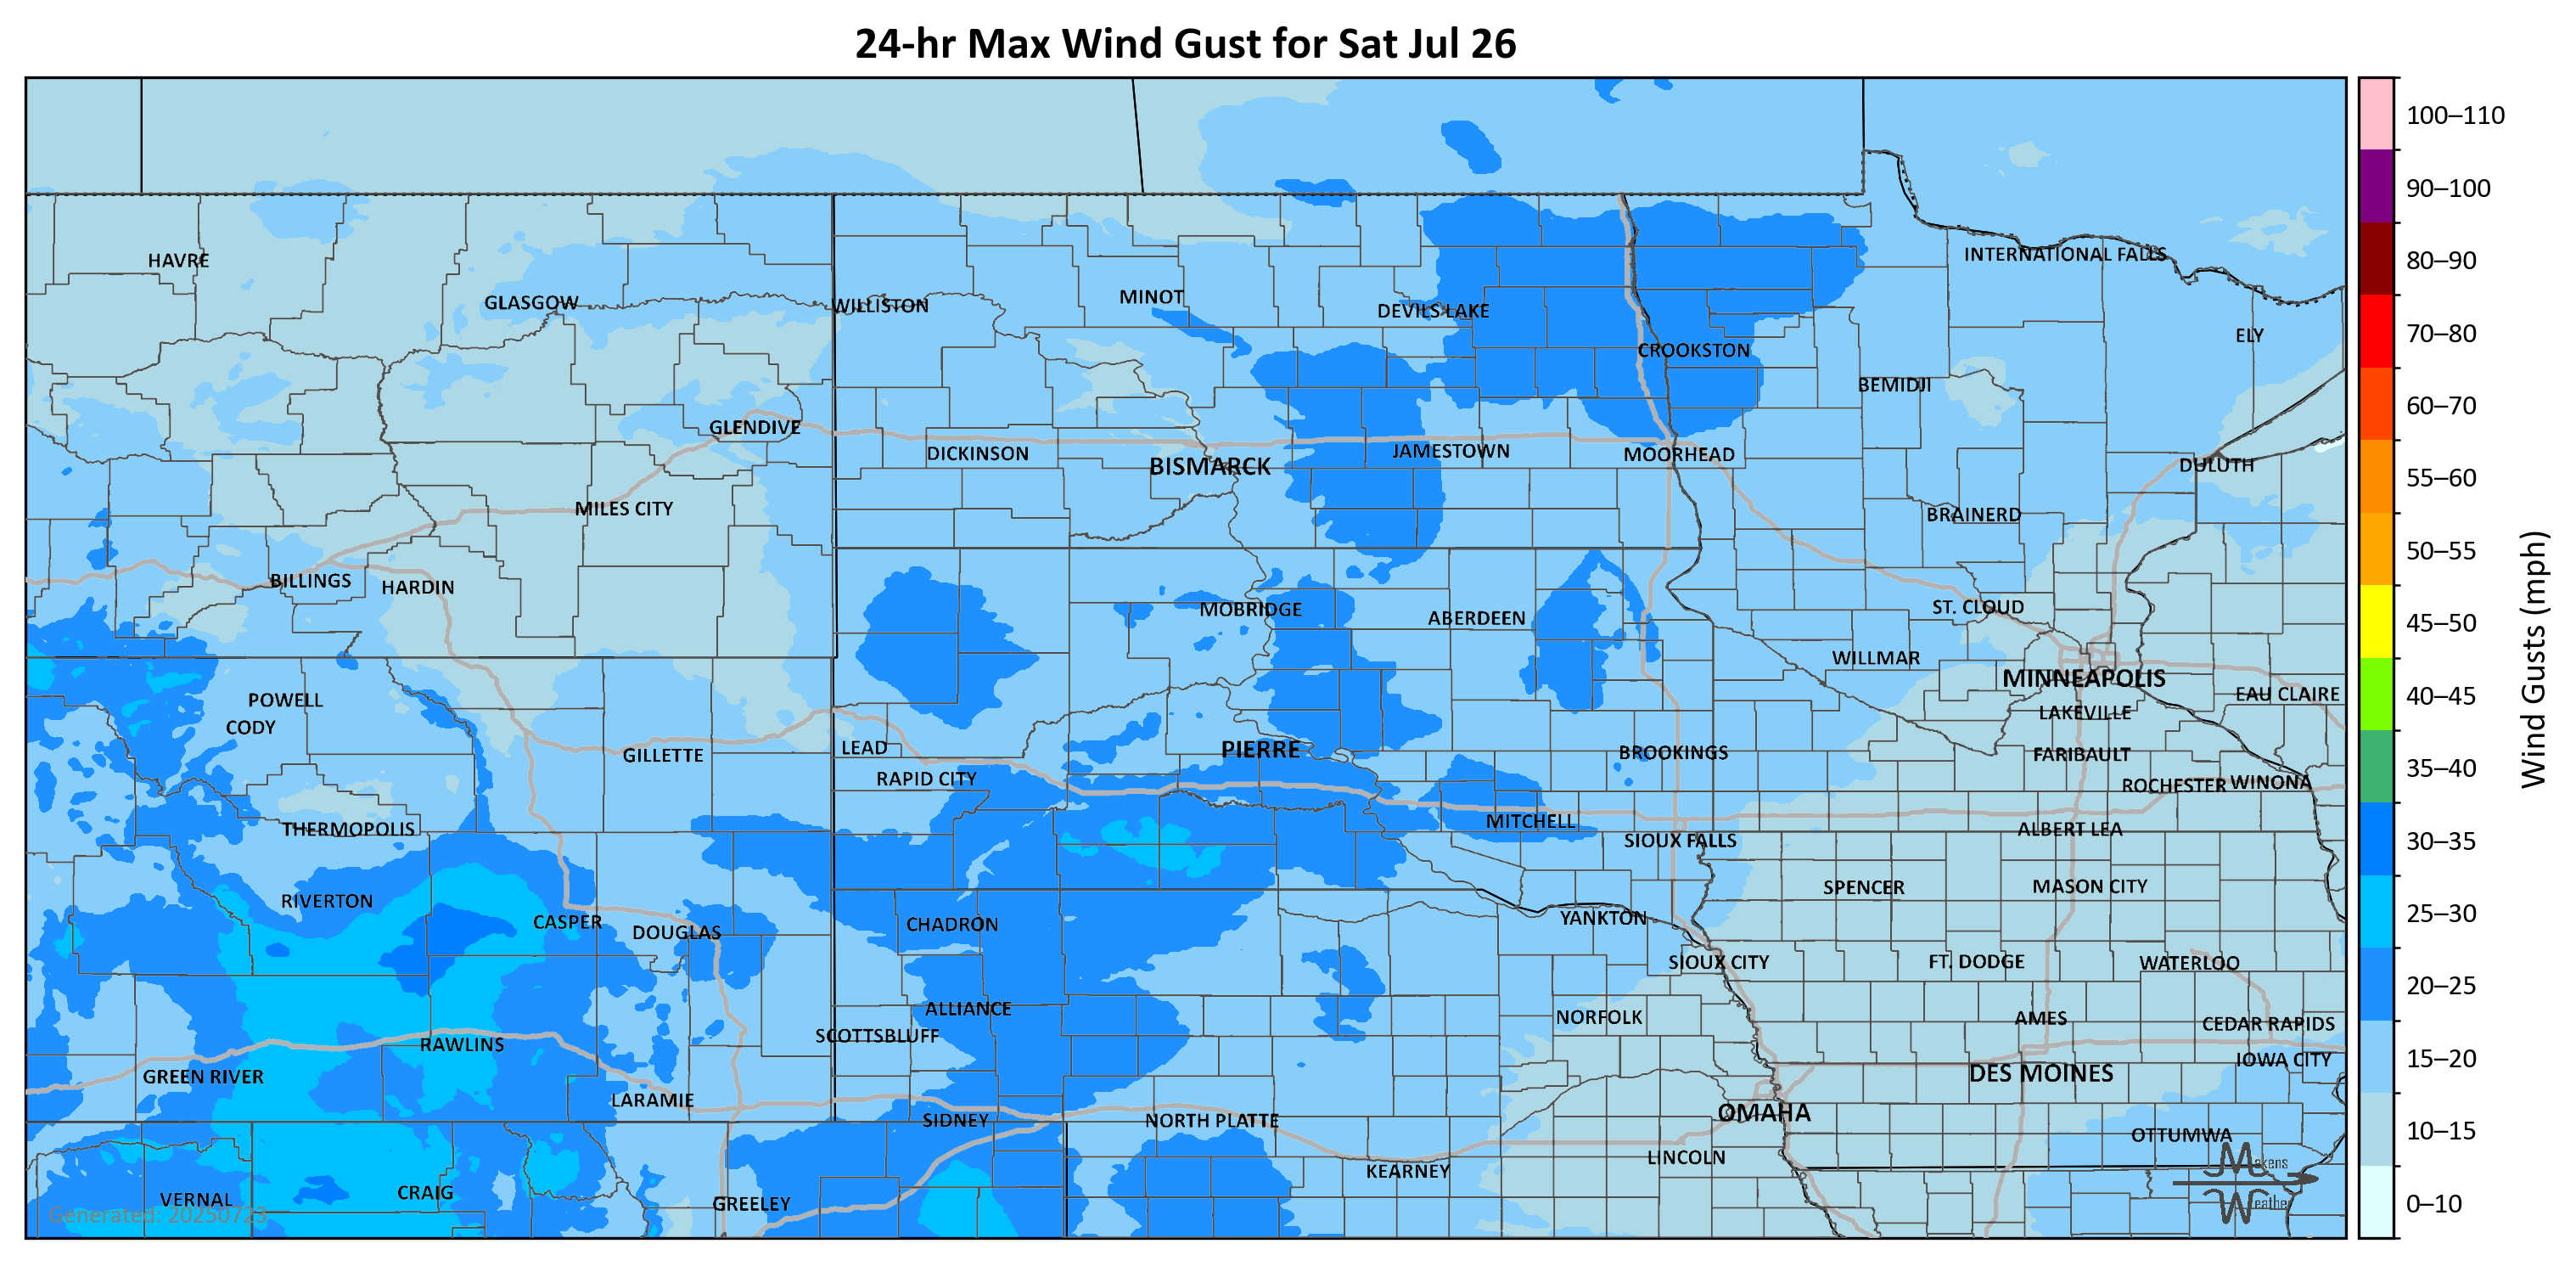 24-hr Max Wind Gust for Sat Jul 26
100–110
90–100
80–90
70–80
60–70
55–60
50–55
45–50
40–45
35–40
30–35
25–30
20–25
15–20
10–15
0–10
Wind Gusts (mph)
HAVRE
GLASGOW
WILLISTON
MINOT
DEVILS LAKE
CROOKSTON
INTERNATIONAL FALLS
ELY
BEMIDJI
GLENDIVE
DICKINSON
BISMARCK
JAMESTOWN
MOORHEAD
DULUTH
MILES CITY
BRAINERD
BILLINGS
HARDIN
MOBRIDGE
ABERDEEN
ST. CLOUD
WILLMAR
MINNEAPOLIS
EAU CLAIRE
POWELL
CODY
LAKEVILLE
GILLETTE
LEAD
PIERRE
BROOKINGS
FARIBAULT
RAPID CITY
ROCHESTER
WINONA
THERMOPOLIS
MITCHELL
SIOUX FALLS
ALBERT LEA
RIVERTON
SPENCER
MASON CITY
CASPER
DOUGLAS
CHADRON
YANKTON
SIOUX CITY
FT. DODGE
WATERLOO
ALLIANCE
SCOTTSBLUFF
NORFOLK
AMES
CEDAR RAPIDS
RAWLINS
IOWA CITY
GREEN RIVER
DES MOINES
LARAMIE
SIDNEY
NORTH PLATTE
OMAHA
OTTUMWA
KEARNEY
LINCOLN
VERNAL
CRAIG
GREELEY
Generated: 20250723
Makens
Weather